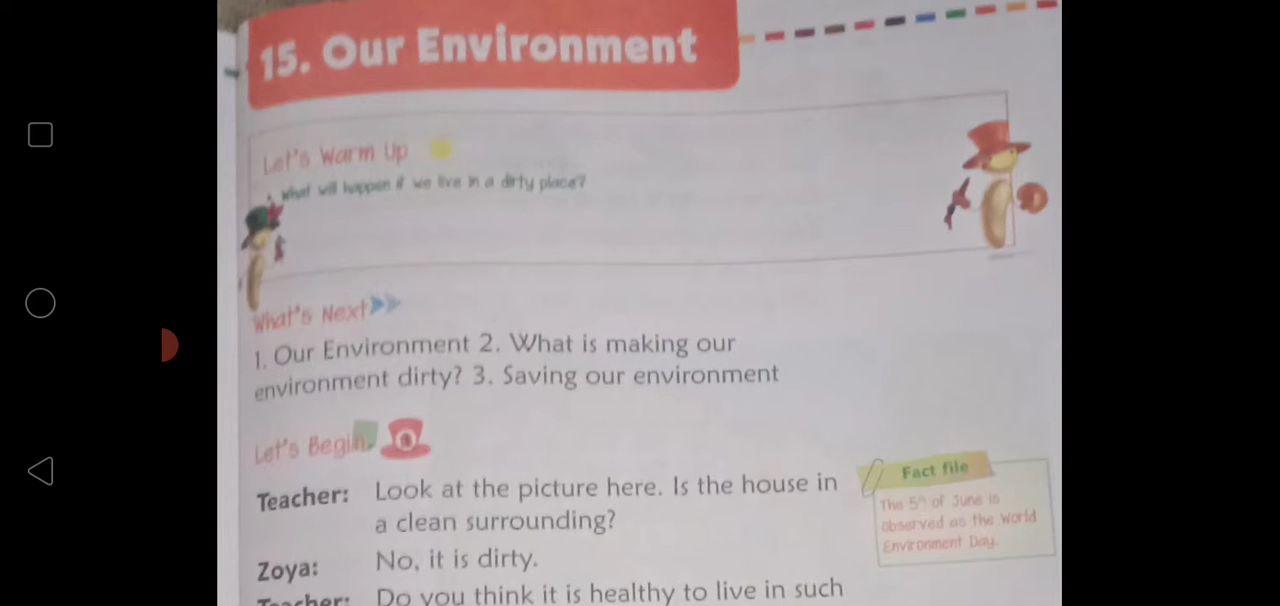 15. Our Environment
Let's Warm Up
What will happen if we live in a dirty place?
What's Next
1. Our Environment 2. What is making our
environment dirty? 3. Saving our environment
Let's Begin
Teacher: Look at the picture here. Is the house in
a clean surrounding?
Zoya: No, it is dirty.
Teacher: Do you think it is healthy to live in such
Fact file
The 5th of June is
observed as the World
Environment Day.